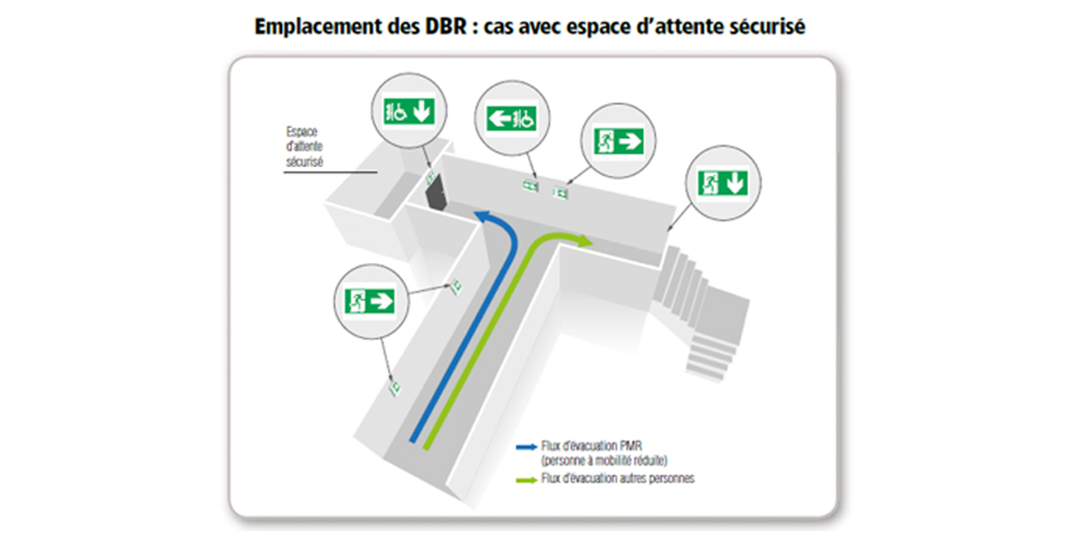 Emplacement des DBR : cas avec espace d'attente sécurisé
Espace
d'attente
sécurisé
Flux d'évacuation PMR
(personne à mobilité réduite)
Flux d'évacuation autres personnes